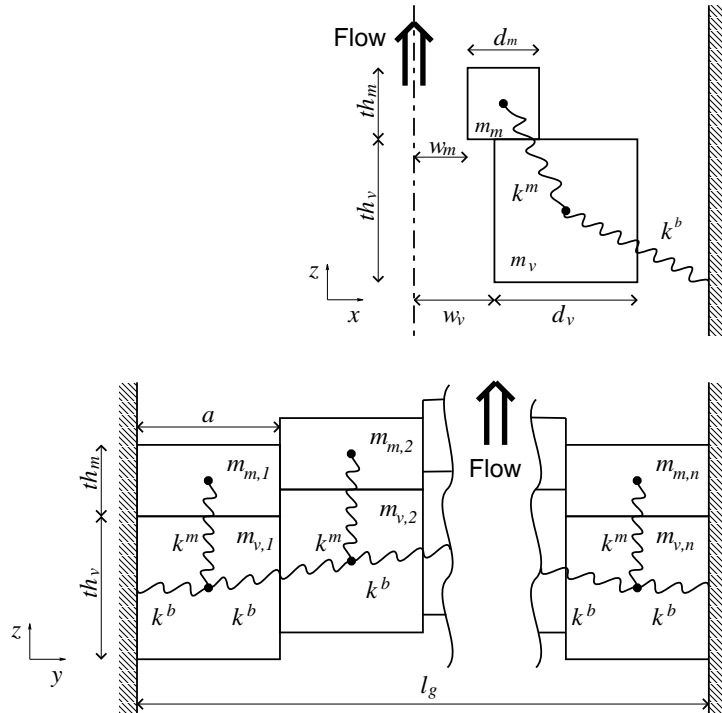 Flow
d_m
th_m
m_m
w_m
th_v
k^m
k^b
z
m_v
x
w_v
d_v
a
th_m
m_{m,1}
m_{m,2}
Flow
m_{m,n}
k^m
m_{v,1}
k^m
m_{v,2}
k^m
m_{v,n}
th_v
k^b
k^b
k^b
k^b
k^b
z
y
l_g